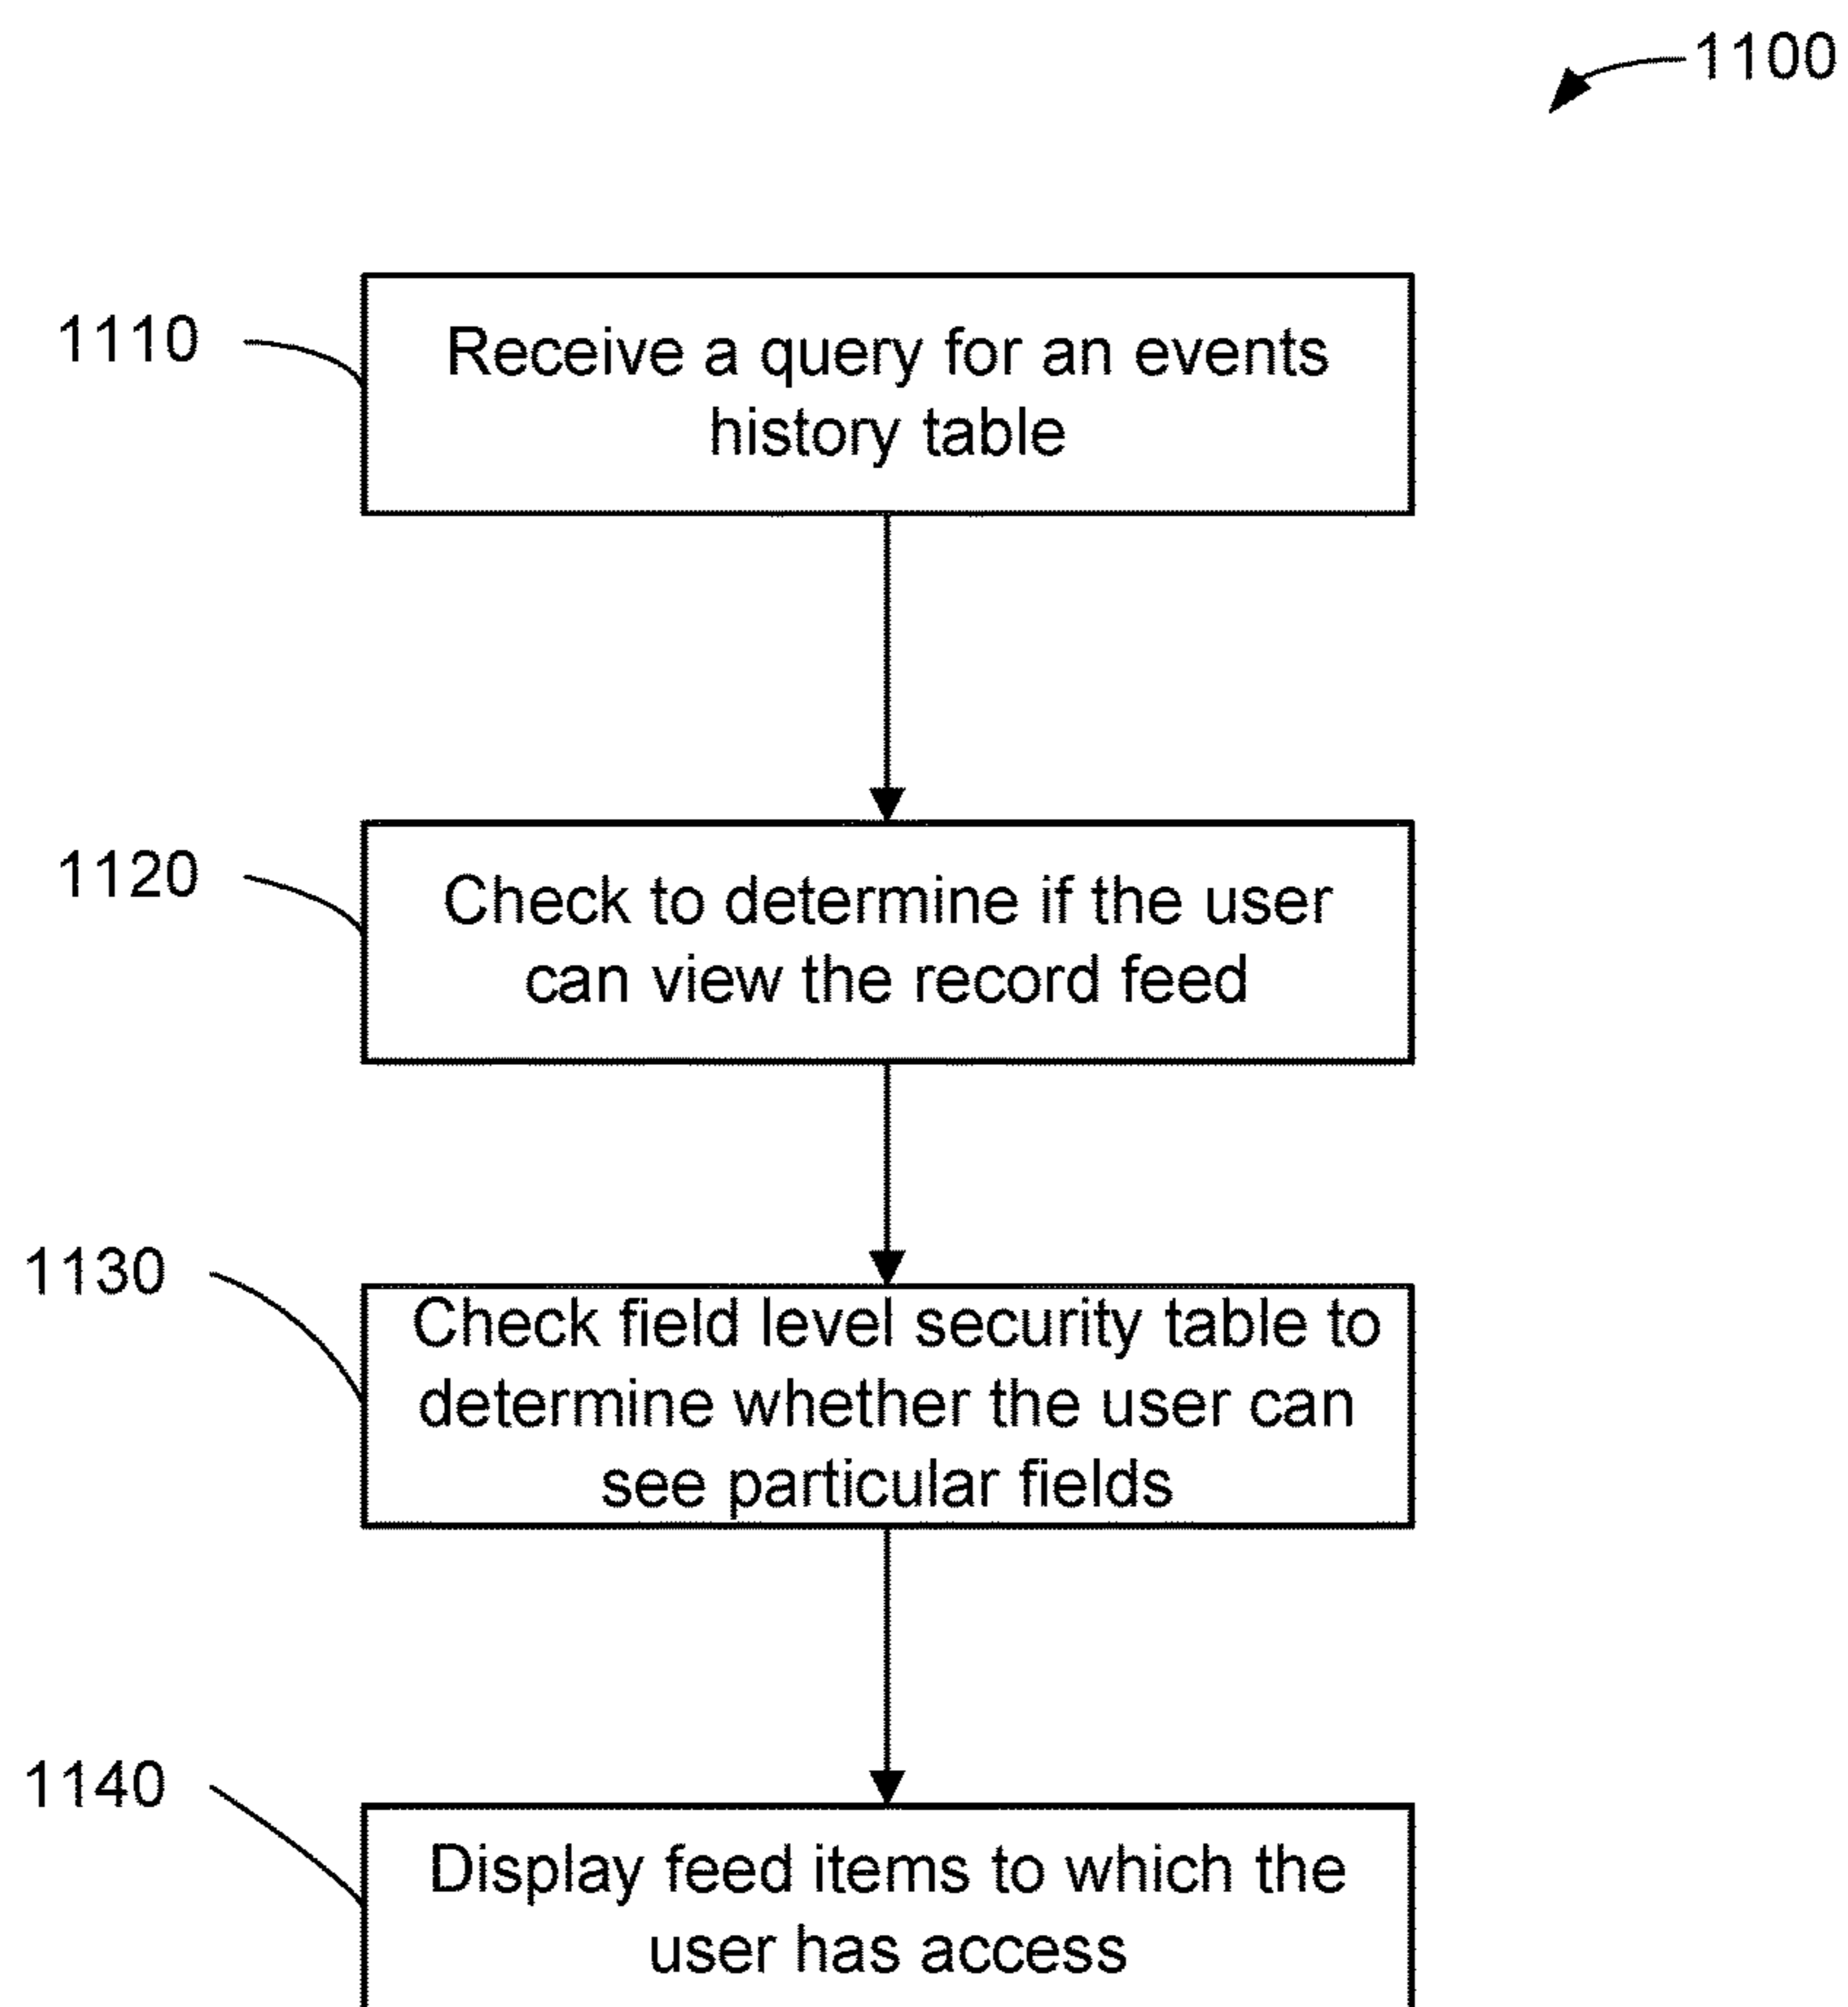 1100
1110
Receive a query for an events
history table
1120
Check to determine if the user
can view the record feed
1130
Check field level security table to
determine whether the user can
see particular fields
1140
Display feed items to which the
user has access